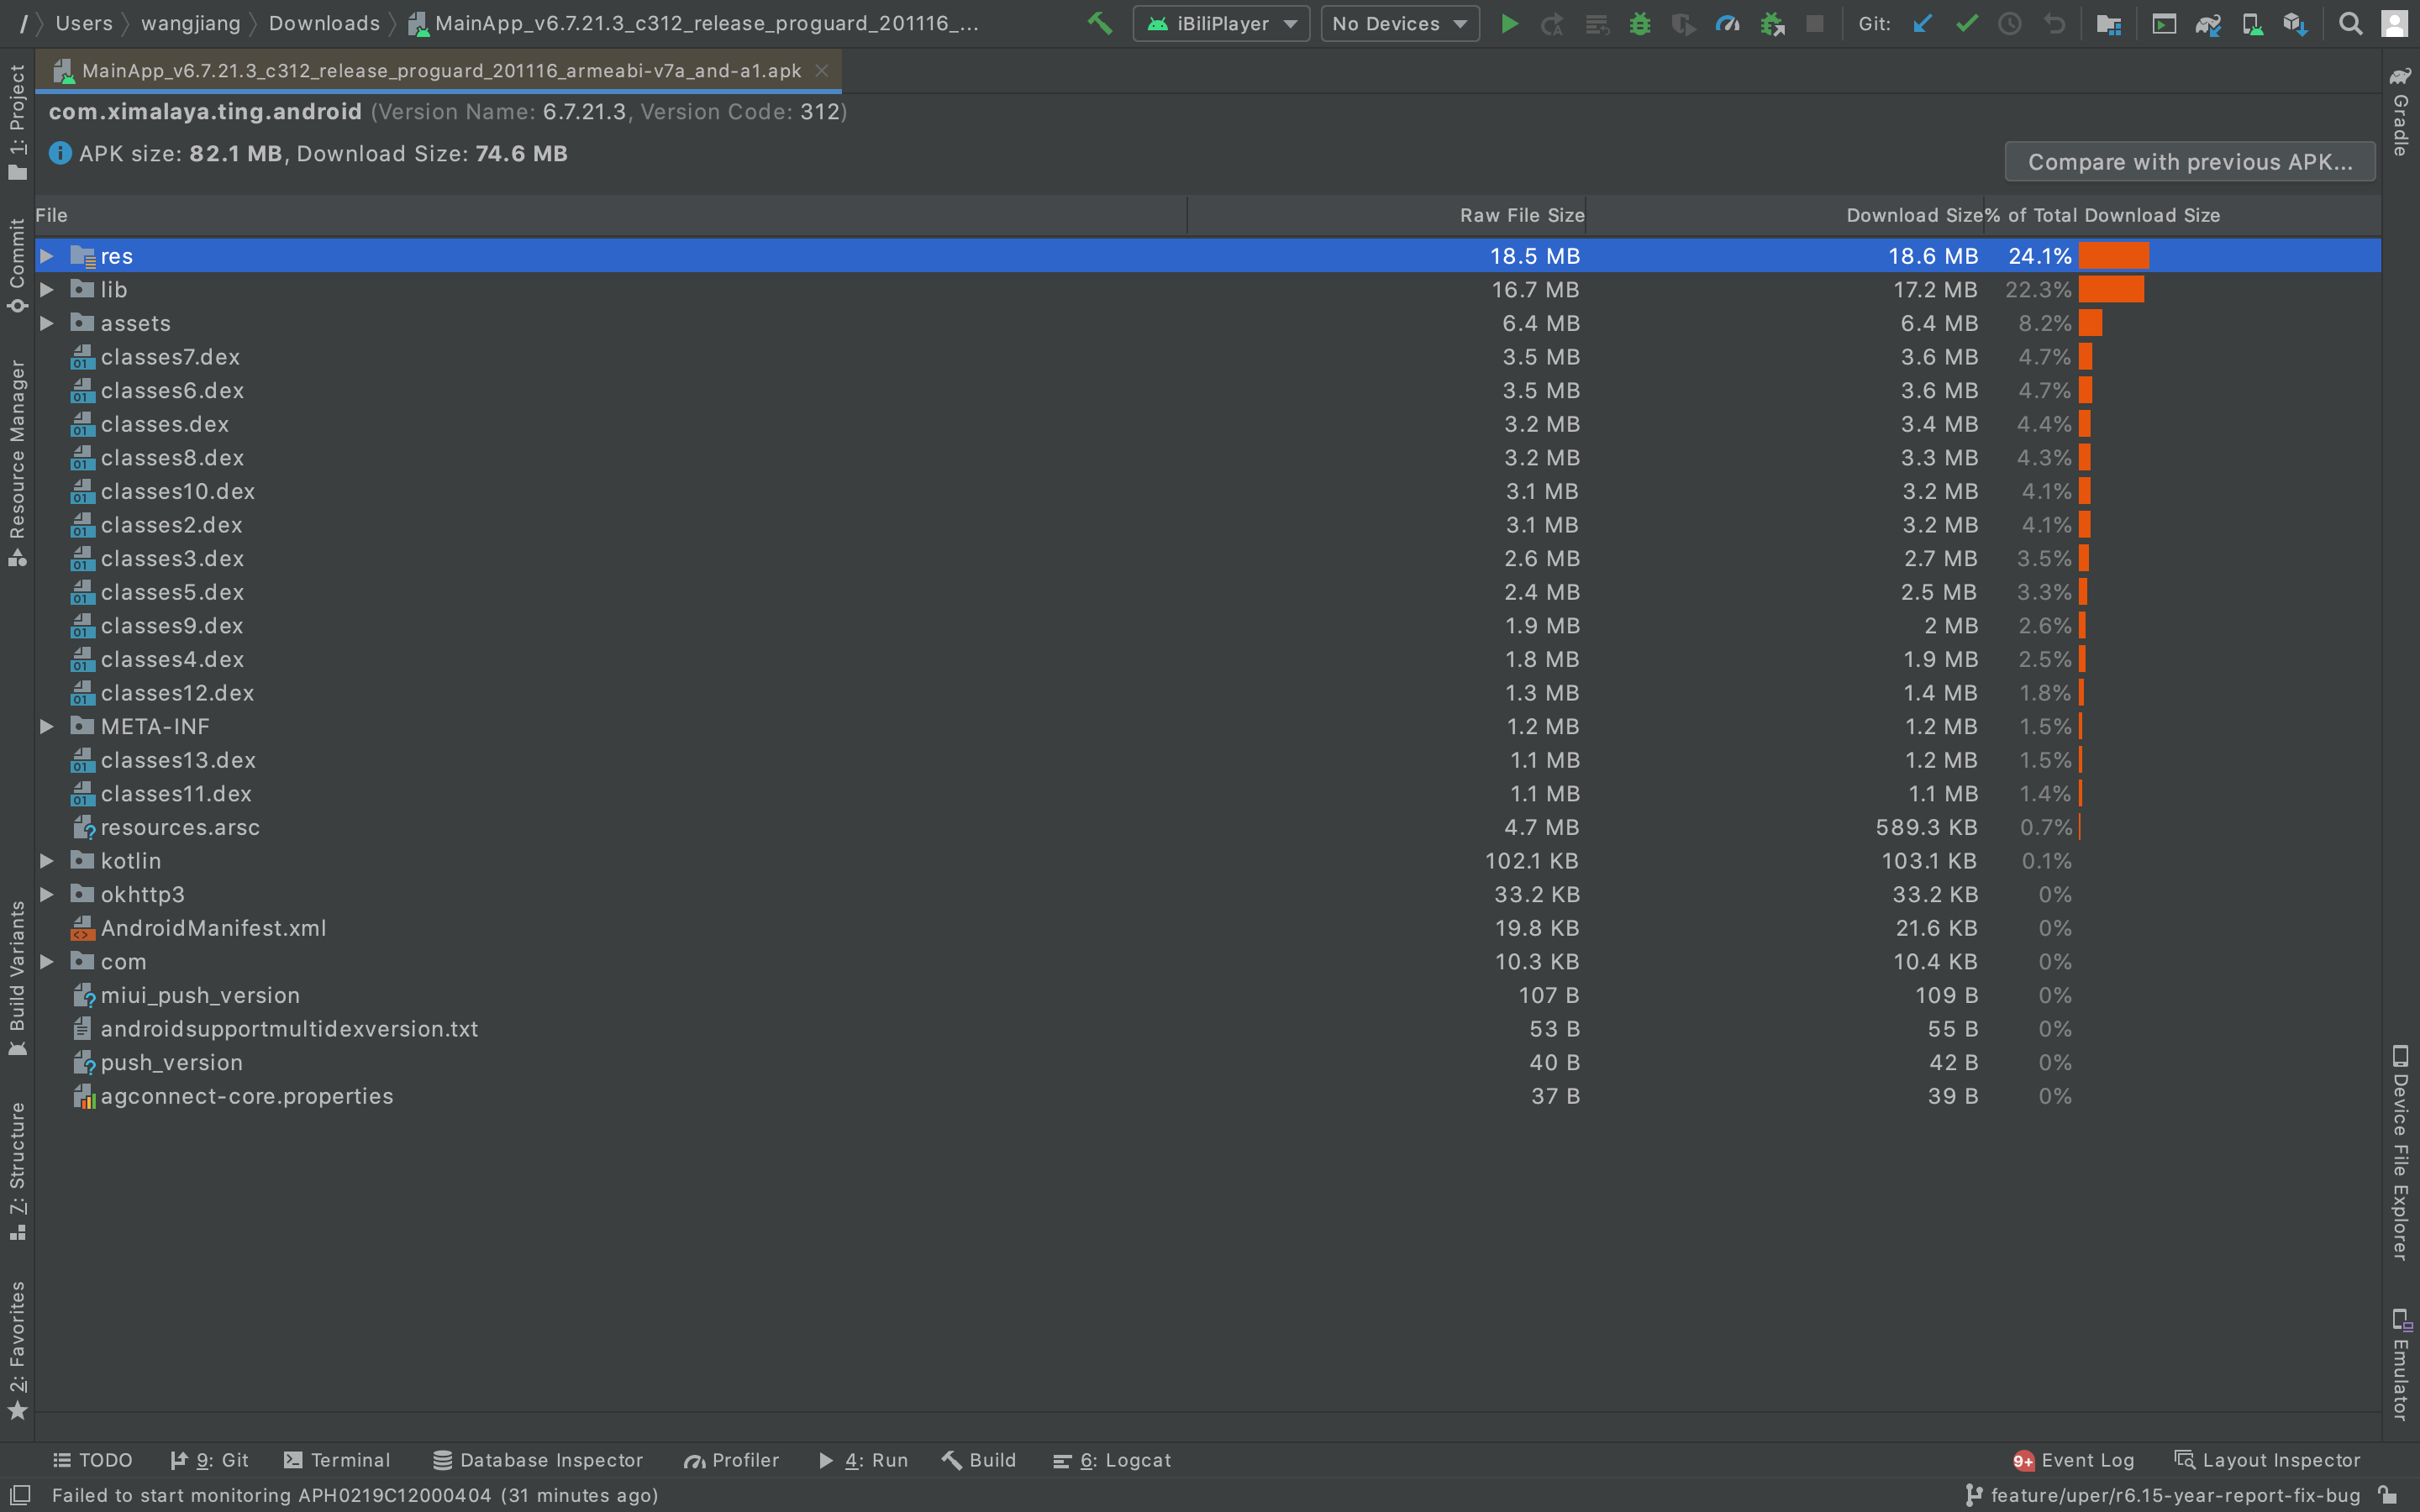 / Users wangjiang Downloads MainApp_v6.7.21.3_c312_release_proguard_201116_... iBiliPlayer No Devices Git:
MainApp_v6.7.21.3_c312_release_proguard_201116_armeabi-v7a_and-a1.apk
com.ximalaya.ting.android (Version Name: 6.7.21.3, Version Code: 312)
APK size: 82.1 MB, Download Size: 74.6 MB
Compare with previous APK...
File Raw File Size Download Size % of Total Download Size
res 18.5 MB 18.6 MB 24.1%
lib 16.7 MB 17.2 MB 22.3%
assets 6.4 MB 6.4 MB 8.2%
classes7.dex 3.5 MB 3.6 MB 4.7%
classes6.dex 3.5 MB 3.6 MB 4.7%
classes.dex 3.2 MB 3.4 MB 4.4%
classes8.dex 3.2 MB 3.3 MB 4.3%
classes10.dex 3.1 MB 3.2 MB 4.1%
classes2.dex 3.1 MB 3.2 MB 4.1%
classes3.dex 2.6 MB 2.7 MB 3.5%
classes5.dex 2.4 MB 2.5 MB 3.3%
classes9.dex 1.9 MB 2 MB 2.6%
classes4.dex 1.8 MB 1.9 MB 2.5%
classes12.dex 1.3 MB 1.4 MB 1.8%
META-INF 1.2 MB 1.2 MB 1.5%
classes13.dex 1.1 MB 1.2 MB 1.5%
classes11.dex 1.1 MB 1.1 MB 1.4%
resources.arsc 4.7 MB 589.3 KB 0.7%
kotlin 102.1 KB 103.1 KB 0.1%
okhttp3 33.2 KB 33.2 KB 0%
AndroidManifest.xml 19.8 KB 21.6 KB 0%
com 10.3 KB 10.4 KB 0%
miui_push_version 107 B 109 B 0%
androidsupportmultidexversion.txt 53 B 55 B 0%
push_version 40 B 42 B 0%
agconnect-core.properties 37 B 39 B 0%
1: Project
Commit
Resource Manager
Build Variants
7: Structure
2: Favorites
Gradle
Device File Explorer
Emulator
TODO 9: Git Terminal Database Inspector Profiler 4: Run Build 6: Logcat 9+ Event Log Layout Inspector
Failed to start monitoring APH0219C12000404 (31 minutes ago) feature/uper/r6.15-year-report-fix-bug